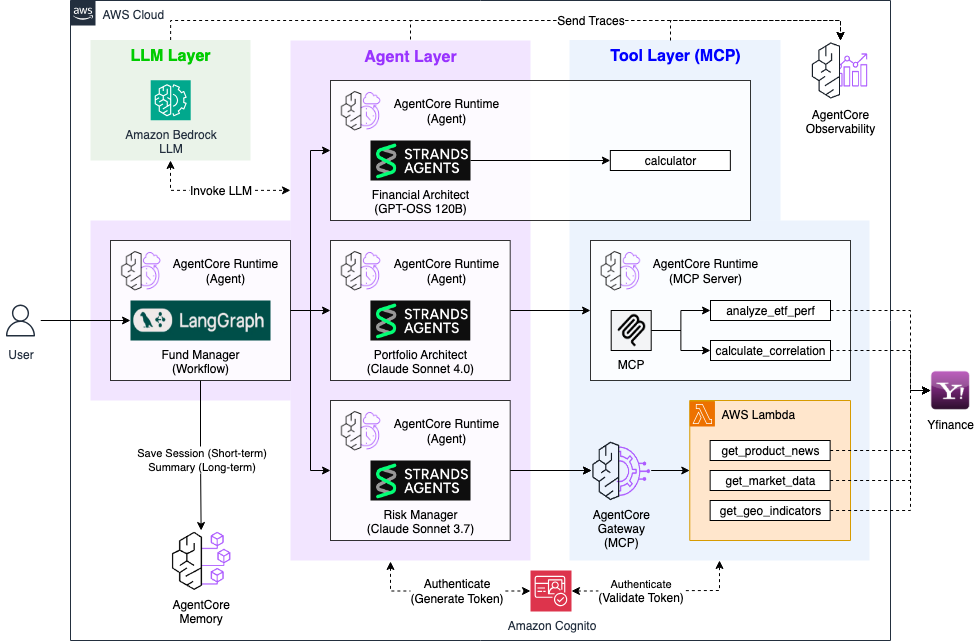 aws
AWS Cloud
Send Traces
LLM Layer
Amazon Bedrock
LLM
Invoke LLM
Agent Layer
Tool Layer (MCP)
AgentCore
Observability
AgentCore Runtime
(Agent)
STRANDS
AGENTS
Financial Architect
(GPT-OSS 120B)
calculator
User
AgentCore Runtime
(Agent)
LangGraph
Fund Manager
(Workflow)
AgentCore Runtime
(Agent)
STRANDS
AGENTS
Portfolio Architect
(Claude Sonnet 4.0)
AgentCore Runtime
(MCP Server)
MCP
analyze_etf_perf
calculate_correlation
Y!
Yfinance
Save Session (Short-term)
Summary (Long-term)
AgentCore
Memory
AgentCore Runtime
(Agent)
STRANDS
AGENTS
Risk Manager
(Claude Sonnet 3.7)
AgentCore
Gateway
(MCP)
AWS Lambda
get_product_news
get_market_data
get_geo_indicators
Authenticate
(Generate Token)
Amazon Cognito
Authenticate
(Validate Token)